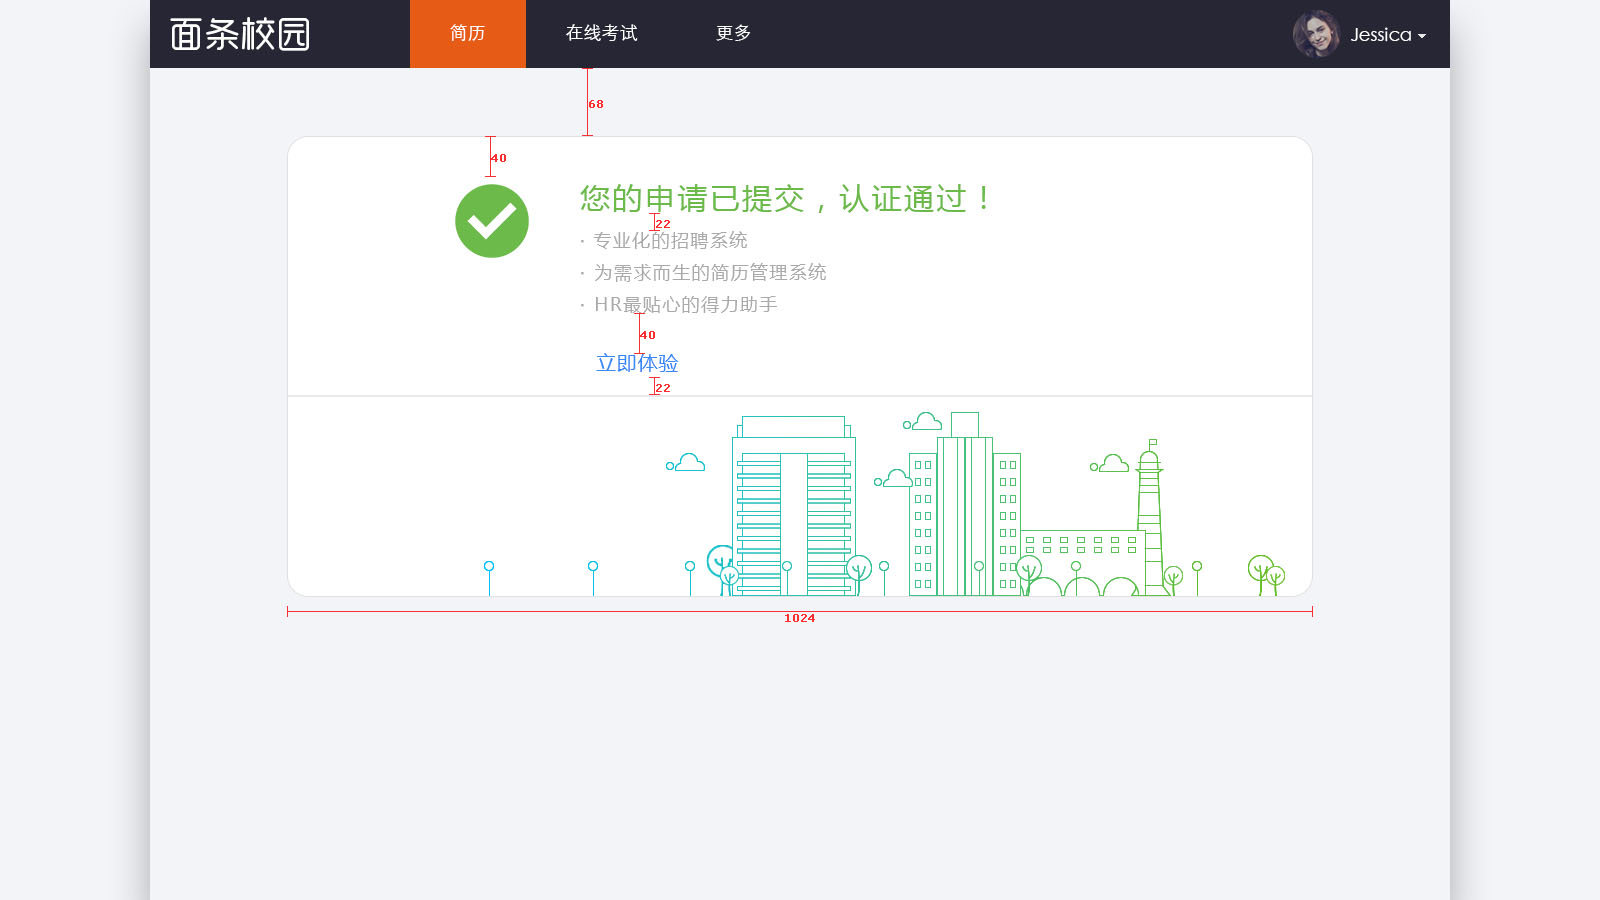 面条校园
简历
在线考试
更多
Jessica
68
40
您的申请已提交，认证通过！
22
· 专业化的招聘系统
· 为需求而生的简历管理系统
· HR最贴心的得力助手
40
立即体验
22
1024